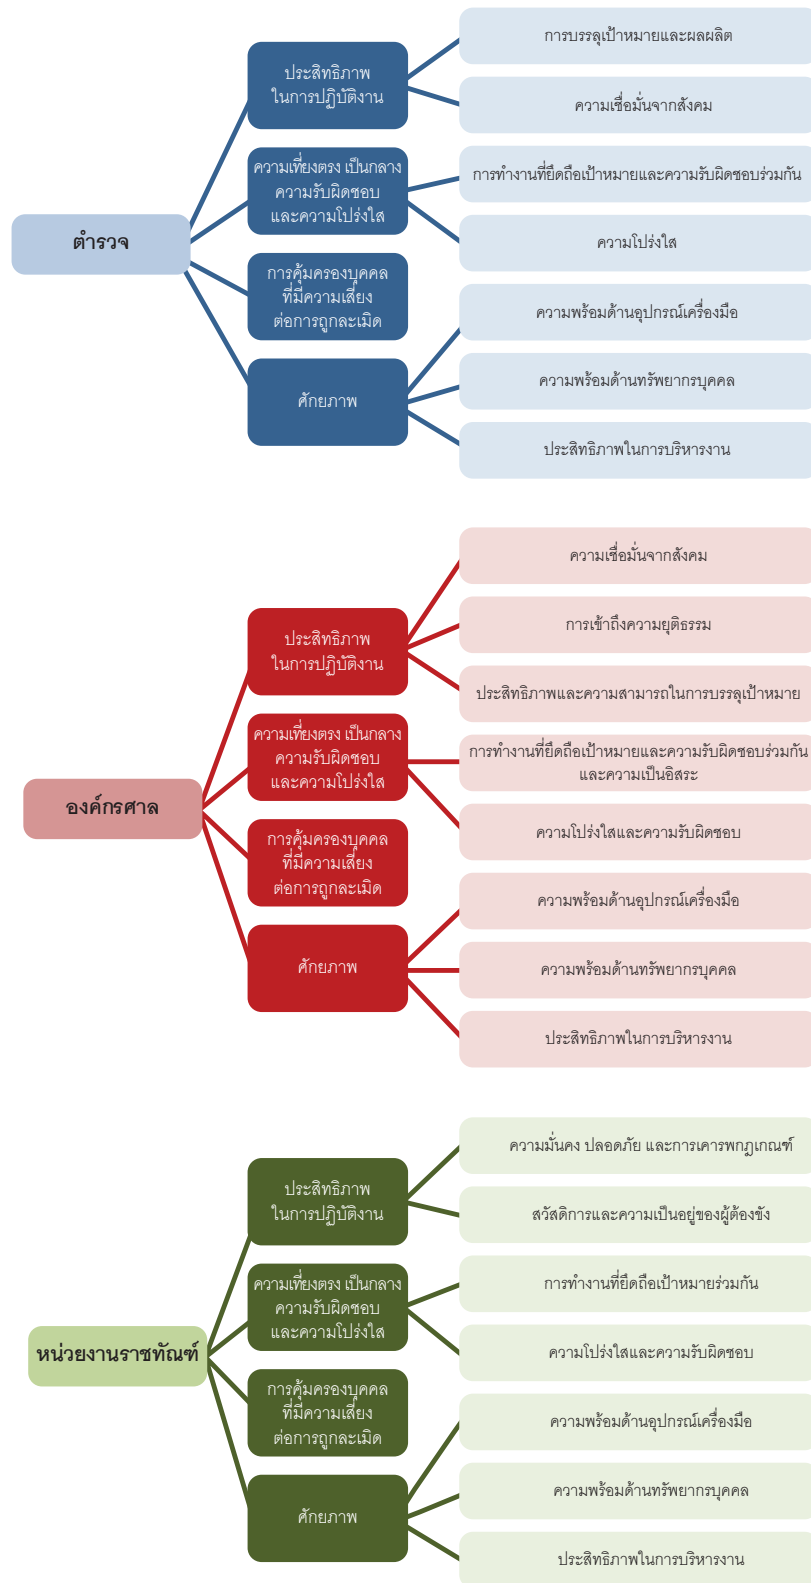 ตำรวจ
ประสิทธิภาพ
ในการปฏิบัติงาน
การบรรลุเป้าหมายและผลผลิต
ความเชื่อมั่นจากสังคม
ความเที่ยงตรง เป็นกลาง
ความรับผิดชอบ
และความโปร่งใส
การทำงานที่ยึดถือเป้าหมายและความรับผิดชอบร่วมกัน
ความโปร่งใส
การคุ้มครองบุคคล
ที่มีความเสี่ยง
ต่อการถูกละเมิด
ศักยภาพ
ความพร้อมด้านอุปกรณ์เครื่องมือ
ความพร้อมด้านทรัพยากรบุคคล
ประสิทธิภาพในการบริหารงาน
องค์กรศาล
ประสิทธิภาพ
ในการปฏิบัติงาน
ความเชื่อมั่นจากสังคม
การเข้าถึงความยุติธรรม
ประสิทธิภาพและความสามารถในการบรรลุเป้าหมาย
ความเที่ยงตรง เป็นกลาง
ความรับผิดชอบ
และความโปร่งใส
การทำงานที่ยึดถือเป้าหมายและความรับผิดชอบร่วมกัน
และความเป็นอิสระ
ความโปร่งใสและความรับผิดชอบ
การคุ้มครองบุคคล
ที่มีความเสี่ยง
ต่อการถูกละเมิด
ศักยภาพ
ความพร้อมด้านอุปกรณ์เครื่องมือ
ความพร้อมด้านทรัพยากรบุคคล
ประสิทธิภาพในการบริหารงาน
หน่วยงานราชทัณฑ์
ประสิทธิภาพ
ในการปฏิบัติงาน
ความมั่นคง ปลอดภัย และการเคารพกฎเกณฑ์
สวัสดิการและความเป็นอยู่ของผู้ต้องขัง
ความเที่ยงตรง เป็นกลาง
ความรับผิดชอบ
และความโปร่งใส
การทำงานที่ยึดถือเป้าหมายร่วมกัน
ความโปร่งใสและความรับผิดชอบ
การคุ้มครองบุคคล
ที่มีความเสี่ยง
ต่อการถูกละเมิด
ศักยภาพ
ความพร้อมด้านอุปกรณ์เครื่องมือ
ความพร้อมด้านทรัพยากรบุคคล
ประสิทธิภาพในการบริหารงาน